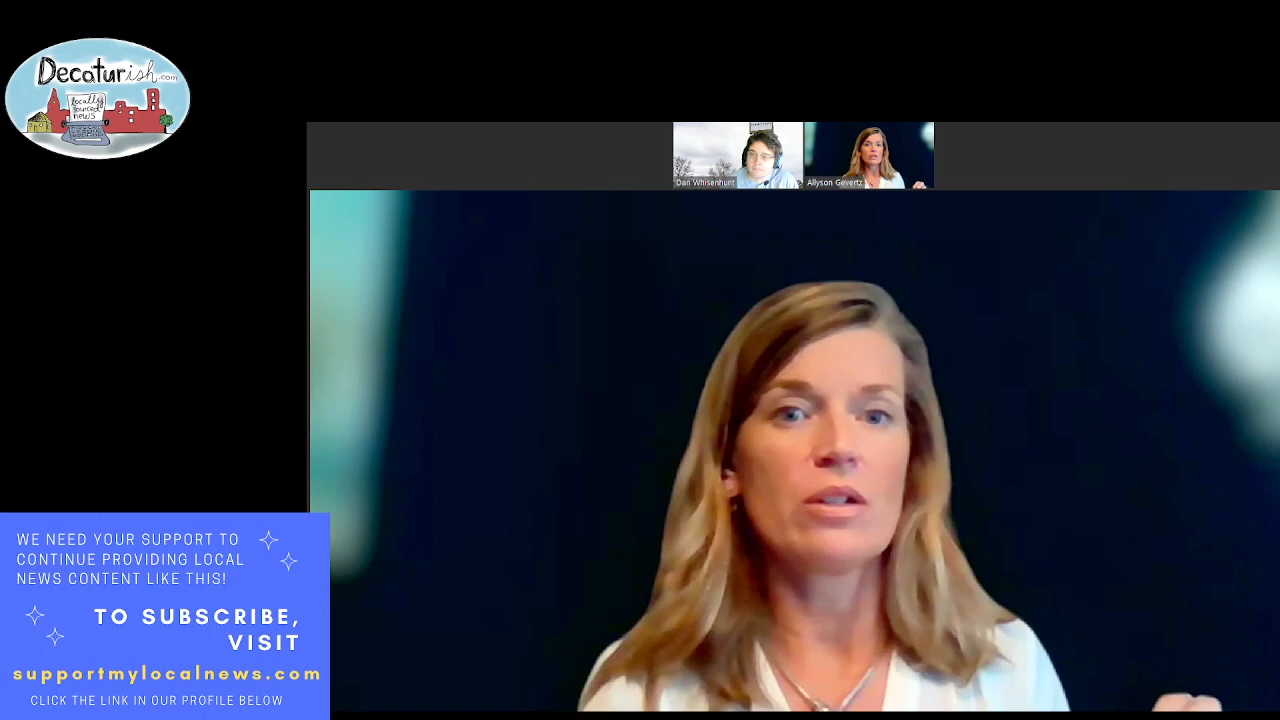 Decaturish.com
locally
sourced
news
Dan Whisenhunt
Allyson Gevertz
WE NEED YOUR SUPPORT TO
CONTINUE PROVIDING LOCAL
NEWS CONTENT LIKE THIS!
TO SUBSCRIBE,
VISIT
supportmylocalnews.com
CLICK THE LINK IN OUR PROFILE BELOW